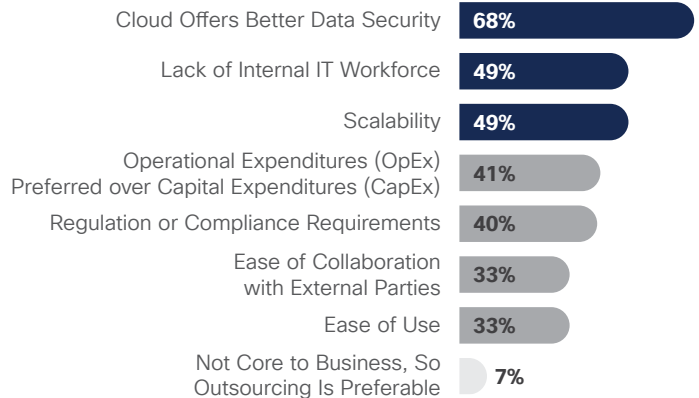 Cloud Offers Better Data Security 68%
Lack of Internal IT Workforce 49%
Scalability 49%
Operational Expenditures (OpEx)
Preferred over Capital Expenditures (CapEx) 41%
Regulation or Compliance Requirements 40%
Ease of Collaboration
with External Parties 33%
Ease of Use 33%
Not Core to Business, So
Outsourcing Is Preferable 7%